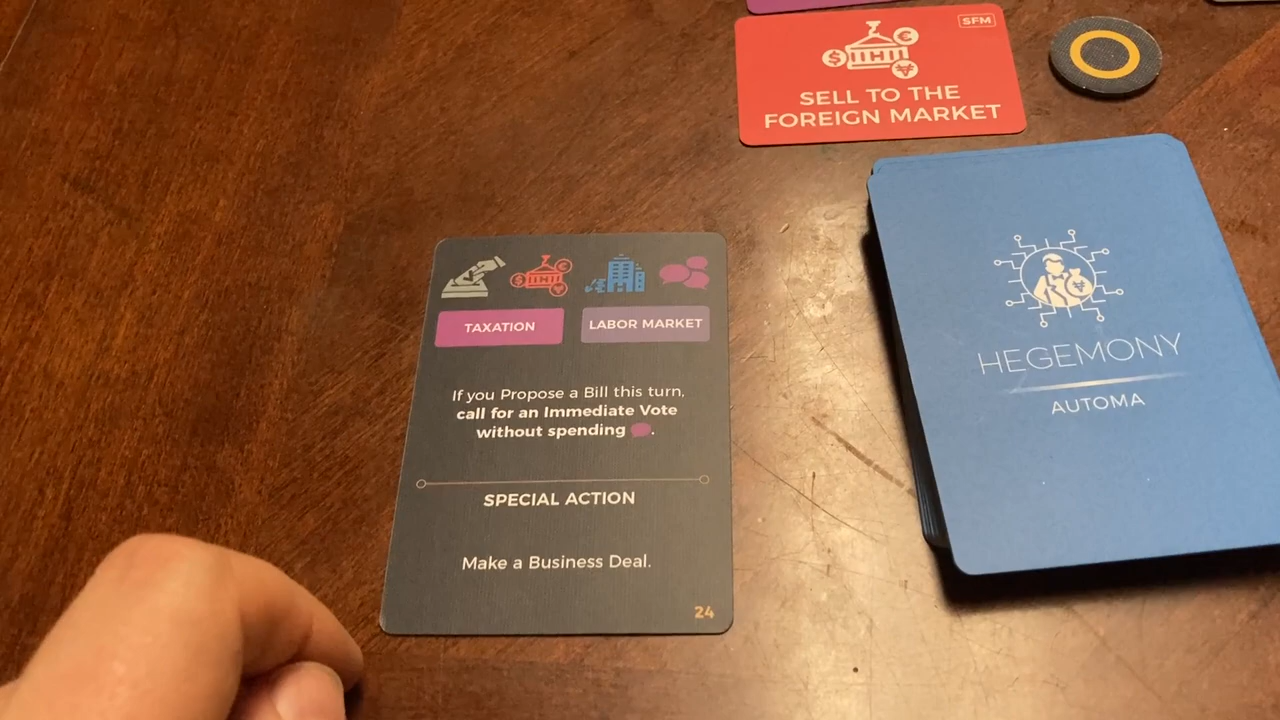 SFM
SELL TO THE
FOREIGN MARKET
TAXATION
LABOR MARKET
If you Propose a Bill this turn,
call for an Immediate Vote
without spending .
SPECIAL ACTION
Make a Business Deal.
24
HEGEMONY
AUTOMA